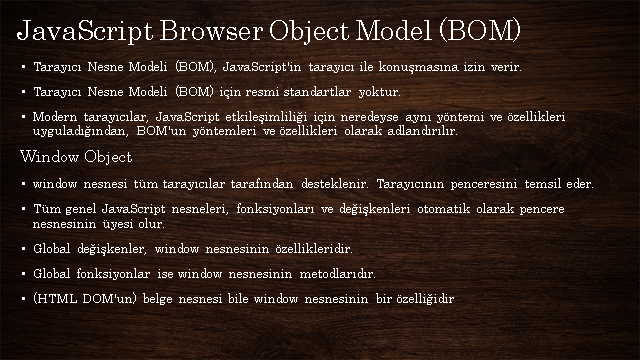 JavaScript Browser Object Model (BOM)
• Tarayıcı Nesne Modeli (BOM), JavaScript'in tarayıcı ile konuşmasına izin verir.
• Tarayıcı Nesne Modeli (BOM) için resmi standartlar yoktur.
• Modern tarayıcılar, JavaScript etkileşimliliği için neredeyse aynı yöntemi ve özellikleri
uyguladığından, BOM'un yöntemleri ve özellikleri olarak adlandırılır.
Window Object
• window nesnesi tüm tarayıcılar tarafından desteklenir. Tarayıcının penceresini temsil eder.
• Tüm genel JavaScript nesneleri, fonksiyonları ve değişkenleri otomatik olarak pencere
nesnesinin üyesi olur.
• Global değişkenler, window nesnesinin özellikleridir.
• Global fonksiyonlar ise window nesnesinin metodlarıdır.
• (HTML DOM'un) belge nesnesi bile window nesnesinin bir özelliğidir